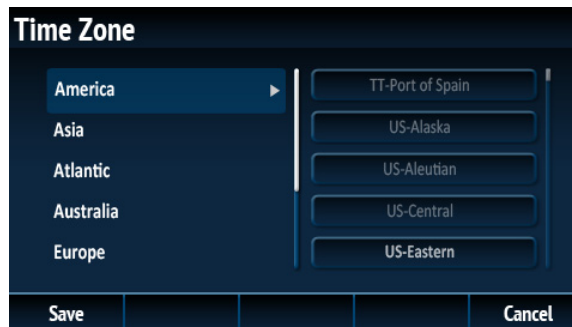 Time Zone
America
Asia
Atlantic
Australia
Europe
TT-Port of Spain
US-Alaska
US-Aleutian
US-Central
US-Eastern
Save
Cancel